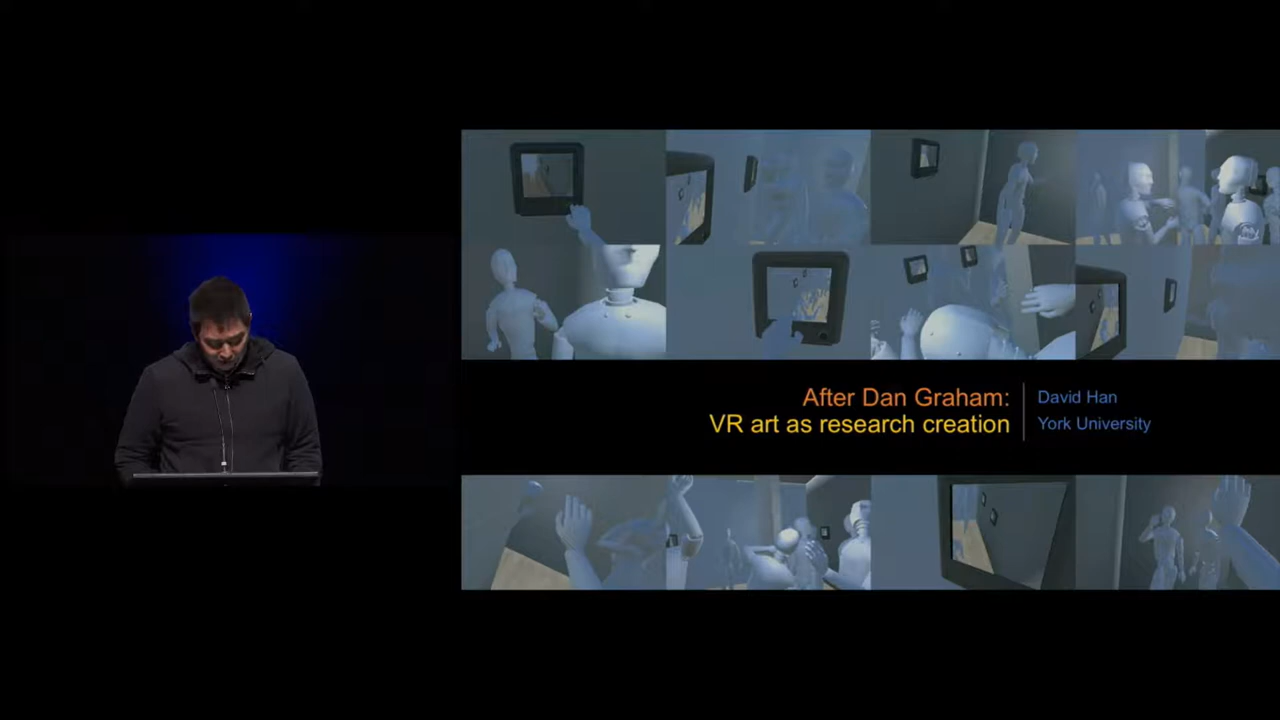 After Dan Graham:
VR art as research creation
David Han
York University